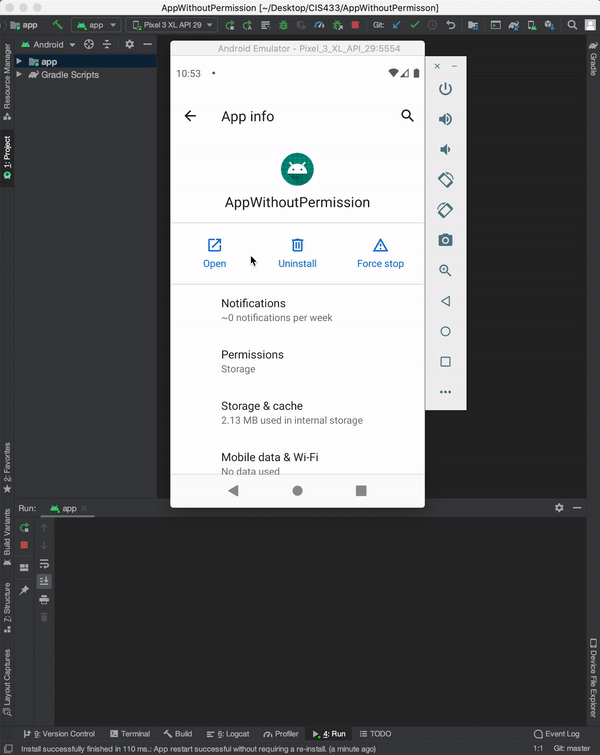 AppWithoutPermission [~/Desktop/CIS433/AppWithoutPermisson]
app
app
Pixel 3 XL API 29
Git:
Android
Resource Manager
app
Gradle Scripts
1: Project
Gradle
Android Emulator - Pixel_3_XL_API_29:5554
10:53
App info
AppWithoutPermission
Open
Uninstall
Force stop
Notifications
~0 notifications per week
Permissions
Storage
Storage & cache
2.13 MB used in internal storage
Mobile data & Wi-Fi
No data used
2: Favorites
Build Variants
7: Structure
Layout Captures
Run:
app
Device File Explorer
9: Version Control
Terminal
Build
6: Logcat
Profiler
4: Run
TODO
Event Log
Install successfully finished in 110 ms.: App restart successful without requiring a re-install. (a minute ago)
1:1
Git: master